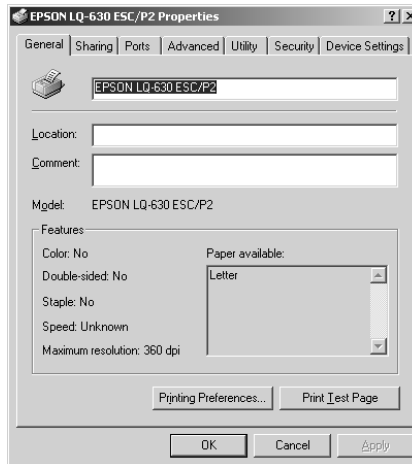 EPSON LQ-630 ESC/P2 Properties
General Sharing Ports Advanced Utility Security Device Settings
EPSON LQ-630 ESC/P2
Location:
Comment:
Model: EPSON LQ-630 ESC/P2
Features
Color: No
Paper available:
Double-sided: No
Letter
Staple: No
Speed: Unknown
Maximum resolution: 360 dpi
Printing Preferences... Print Test Page
OK Cancel Apply